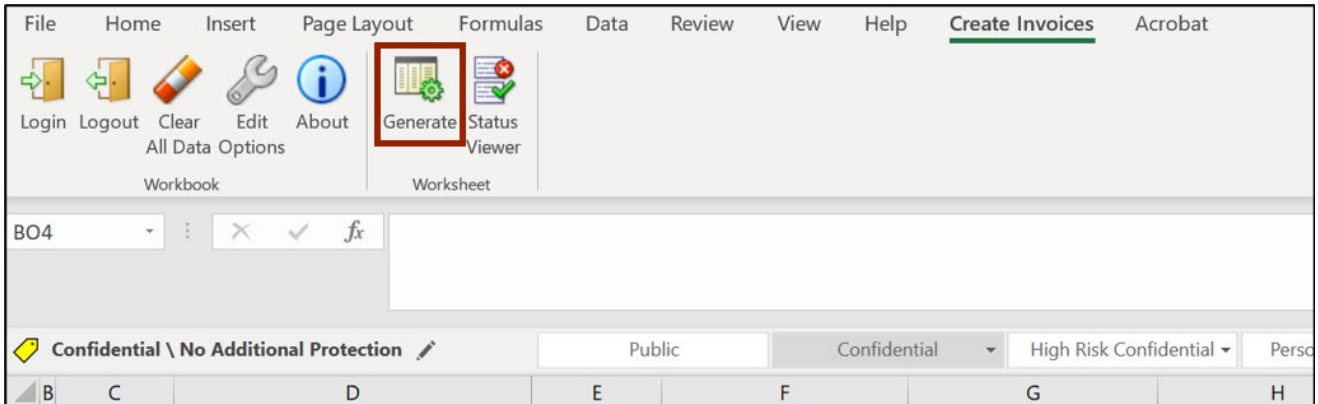 File Home Insert Page Layout Formulas Data Review View Help Create Invoices Acrobat
Login Logout Clear Edit About Generate Status
All Data Options Viewer
Workbook Worksheet
BO4 fx
Confidential \ No Additional Protection Public Confidential High Risk Confidential Perso
B C D E F G H